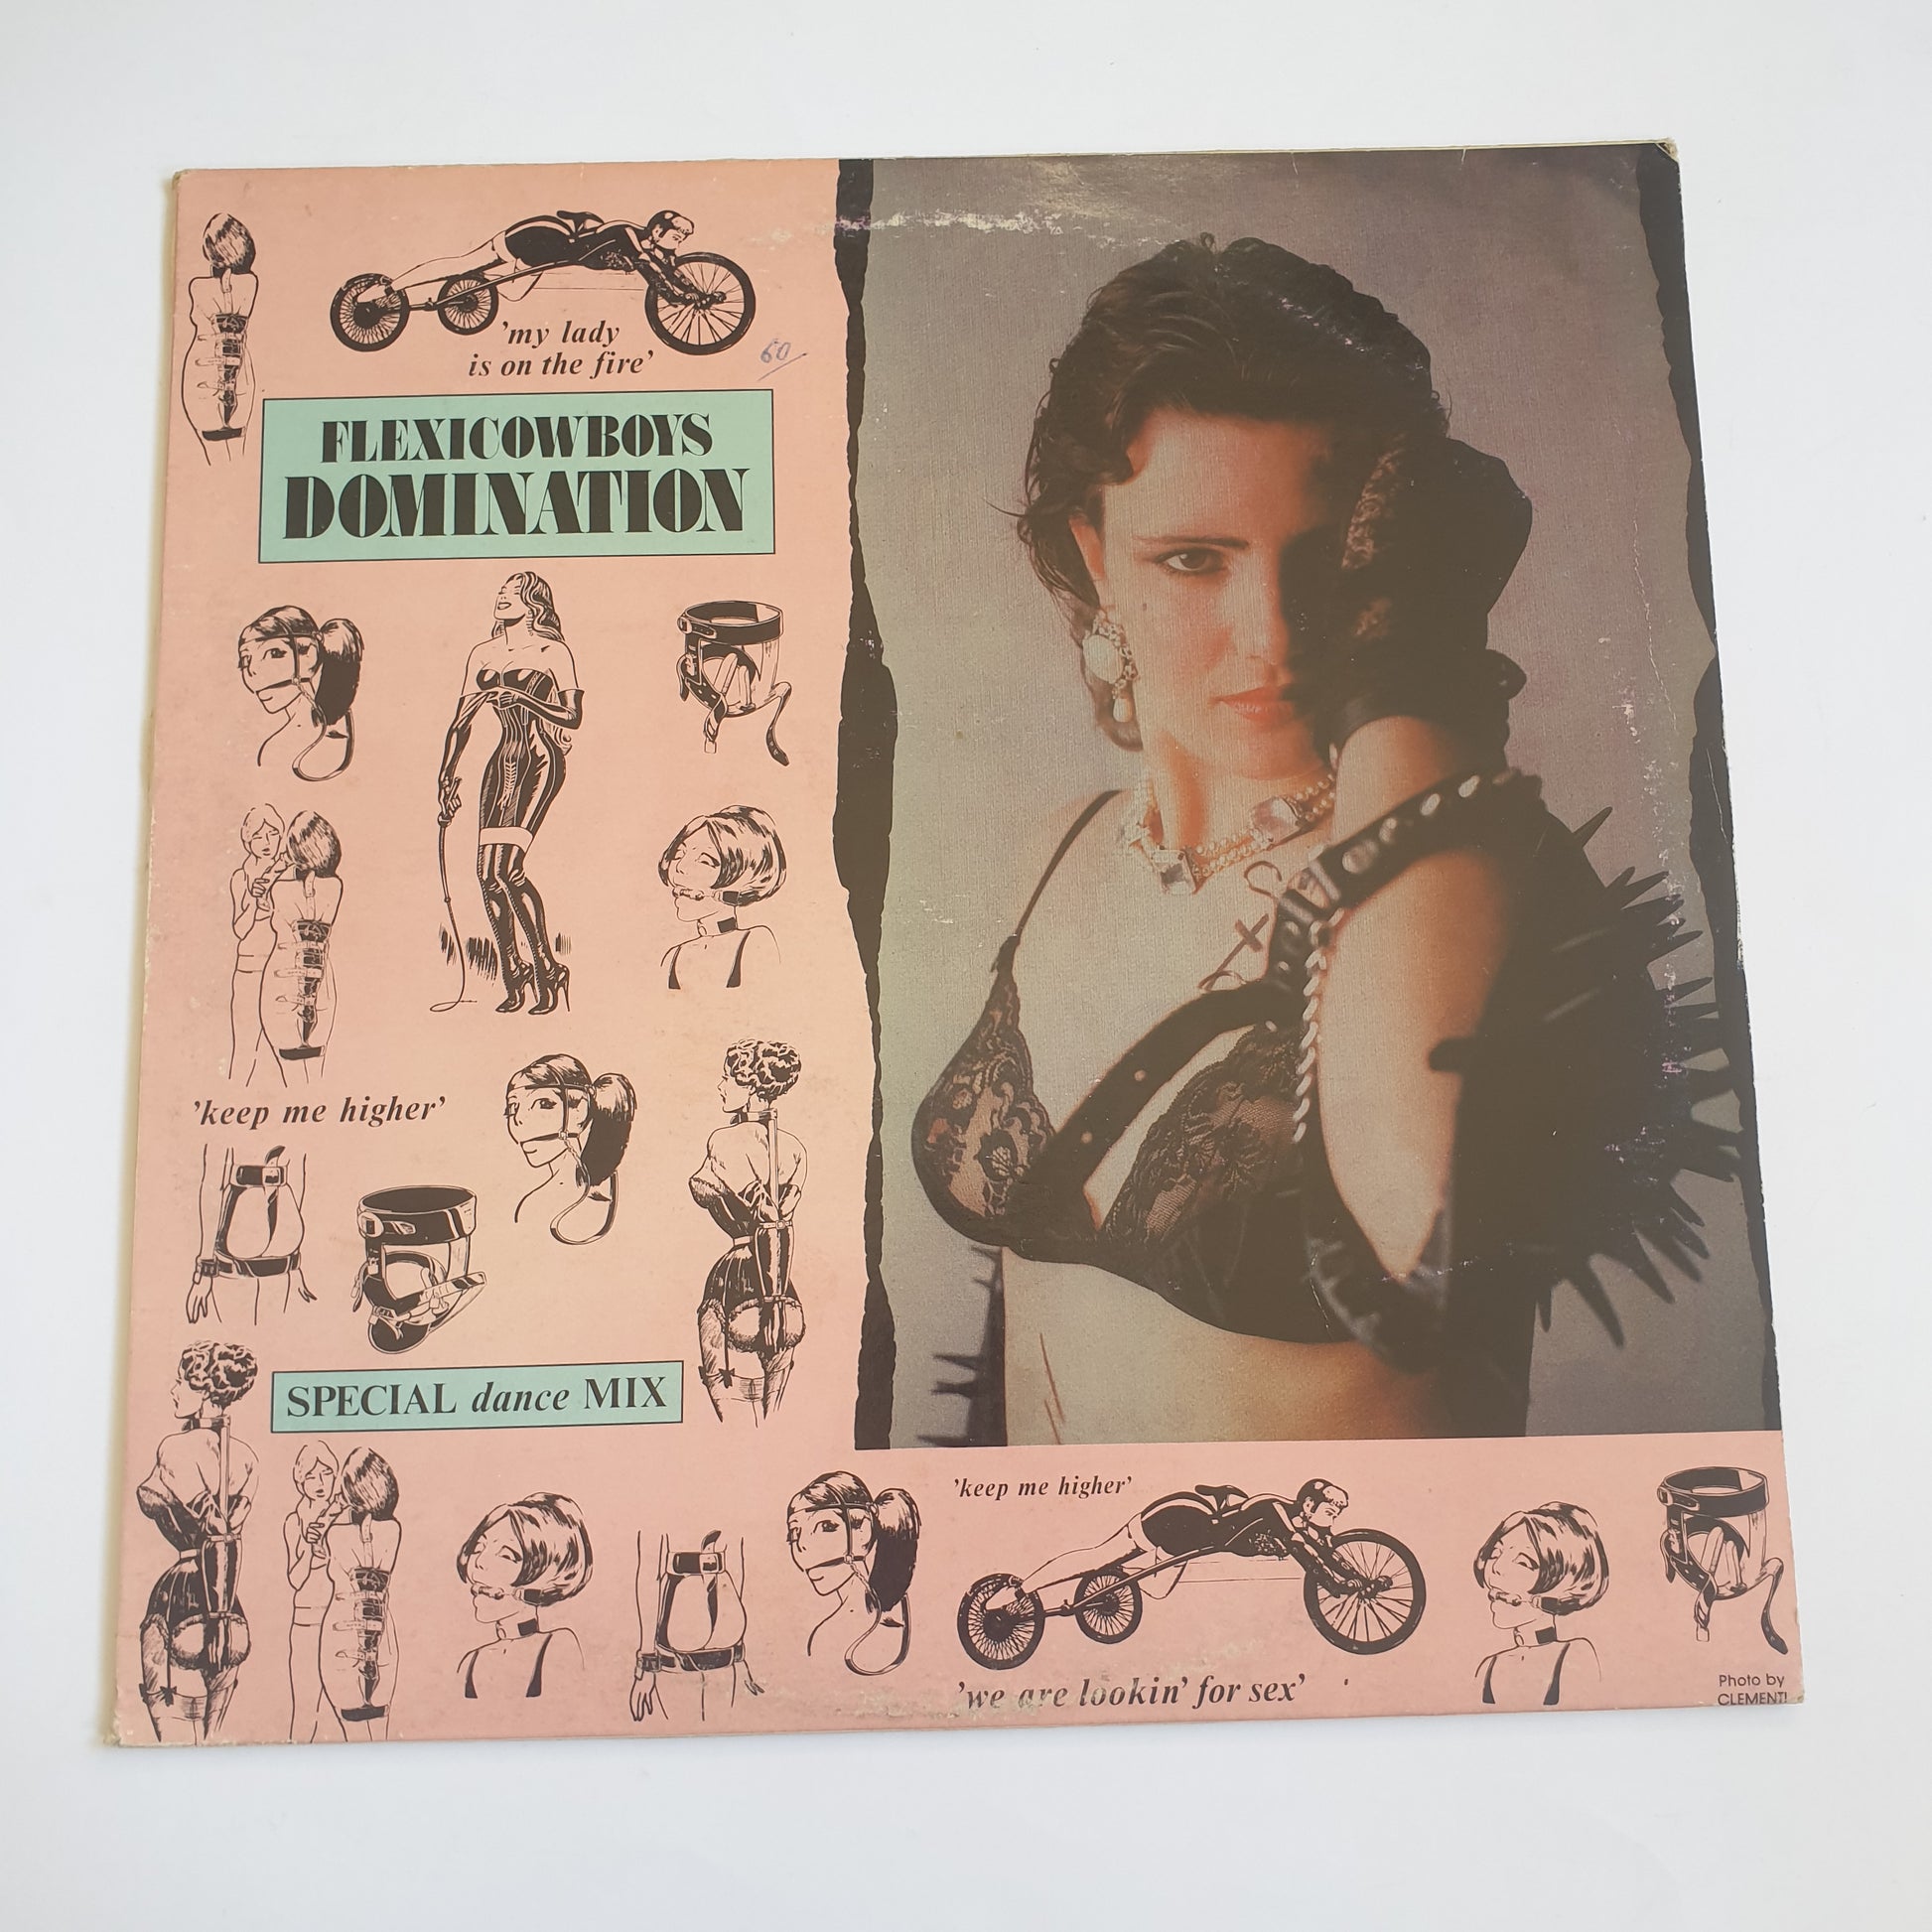 'my lady
is on the fire'
60
FLEXICOWBOYS
DOMINATION
'keep me higher'
SPECIAL dance MIX
'keep me higher'
'we are lookin' for sex'
Photo by
CLEMENTI